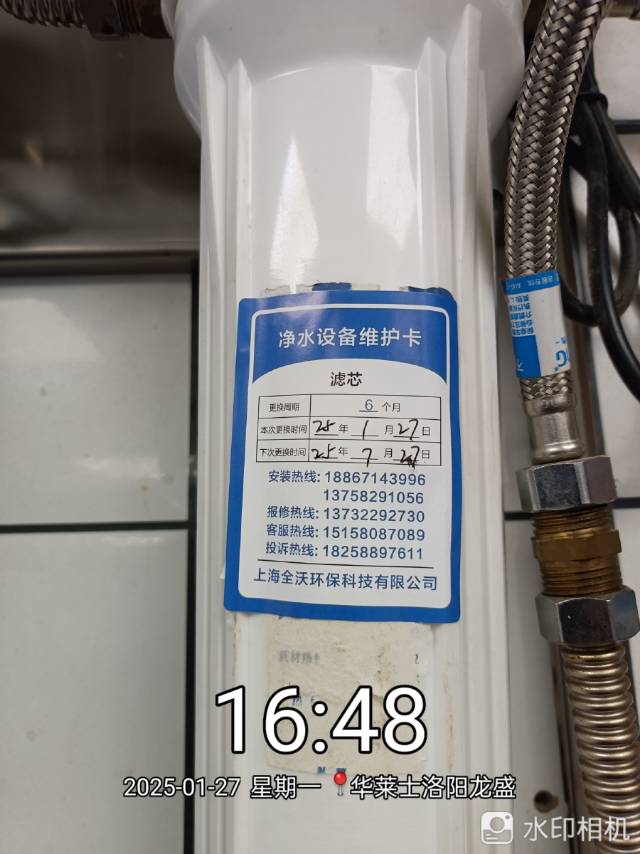 净水设备维护卡
滤芯
更换周期 6 个月
本次更换时间 25 年 1 月 27 日
下次更换时间 25 年 7 月 27 日
安装热线: 18867143996
13758291056
报修热线: 13732292730
客服热线: 15158087089
投诉热线: 18258897611
上海全沃环保科技有限公司
16:48
2025-01-27 星期一 华莱士洛阳龙盛
水印相机